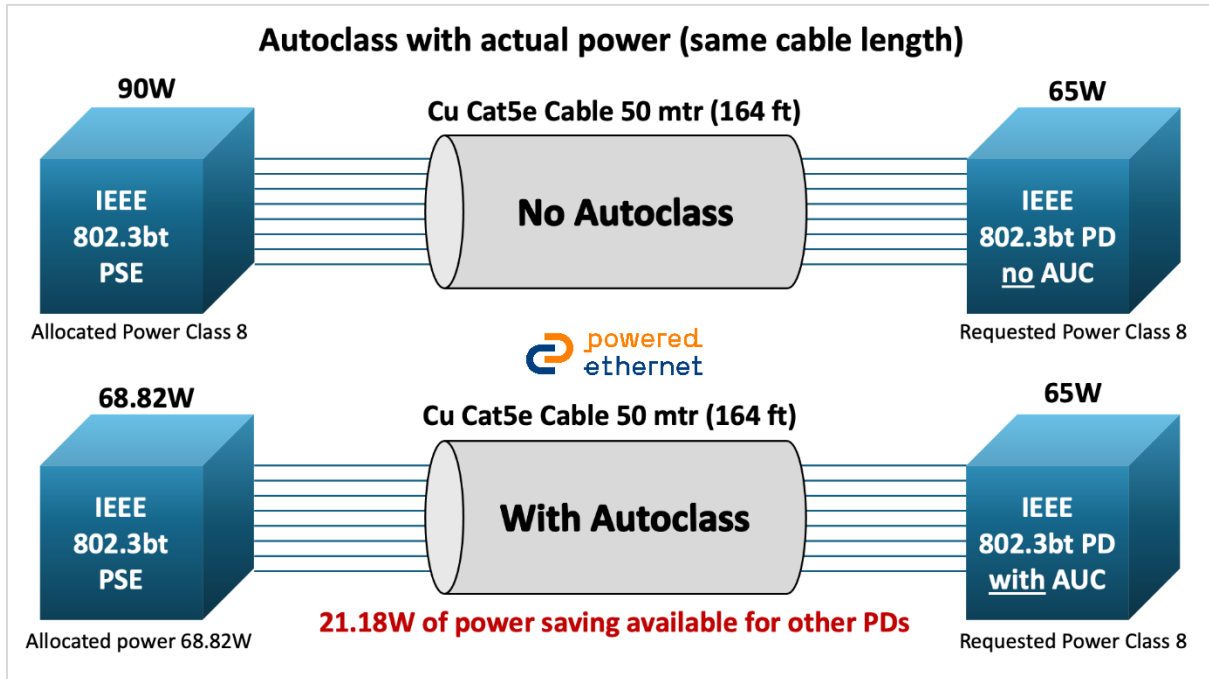 Autoclass with actual power (same cable length)
90W
Cu Cat5e Cable 50 mtr (164 ft)
65W
IEEE
802.3bt
PSE
No Autoclass
IEEE
802.3bt PD
no AUC
Allocated Power Class 8
Requested Power Class 8
powered
ethernet
68.82W
Cu Cat5e Cable 50 mtr (164 ft)
65W
IEEE
802.3bt
PSE
With Autoclass
IEEE
802.3bt PD
with AUC
21.18W of power saving available for other PDs
Allocated power 68.82W
Requested Power Class 8